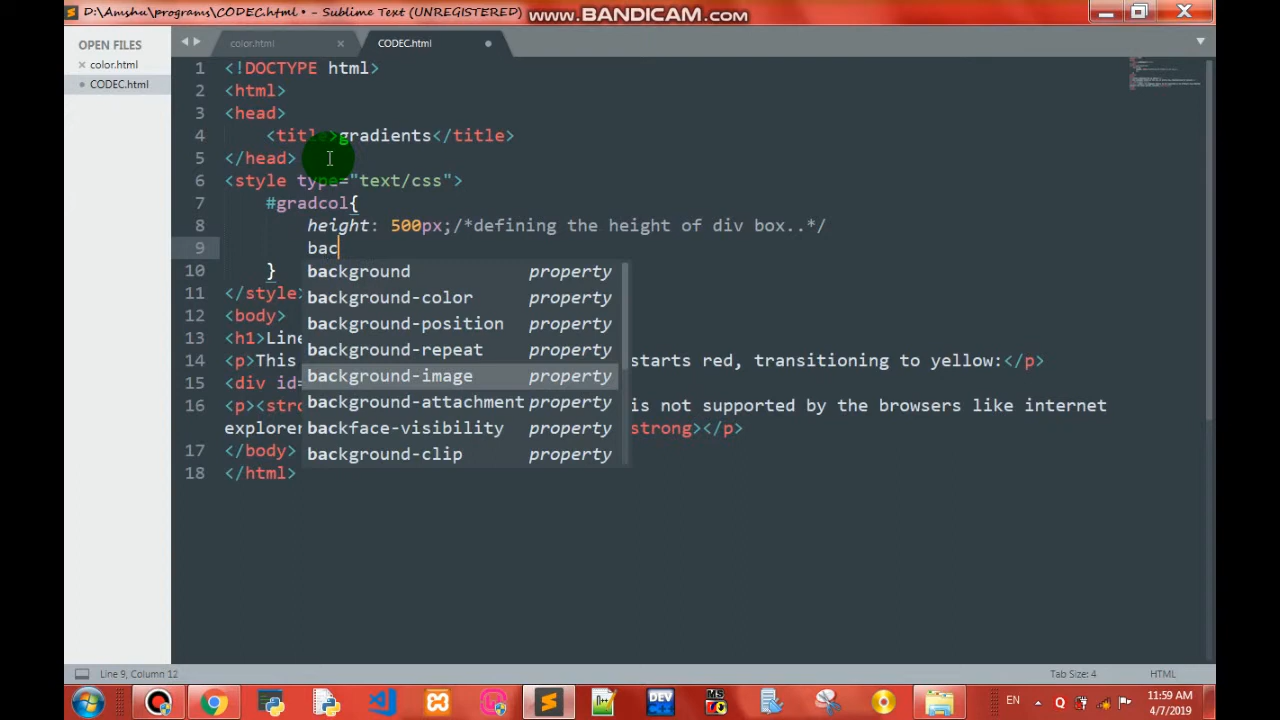 D:\Anshu\programs\CODEC.html • - Sublime Text (UNREGISTERED)
www.BANDICAM.com
OPEN FILES
color.html
CODEC.html
color.html
CODEC.html
1 <!DOCTYPE html>
2 <html>
3 <head>
4 <title>gradients</title>
5 </head>
6 <style type="text/css">
7 #gradcol{
8 height: 500px;/*defining the height of div box..*/
9 bac
10 }
background property
background-color property
background-position property
background-repeat property
background-image property
background-attachment property
backface-visibility property
background-clip property
11 </style>
12 <body>
13 <h1>Line
14 <p>This starts red, transitioning to yellow:</p>
15 <div id=
16 <p><stro is not supported by the browsers like internet
explorer strong></p>
17 </body>
18 </html>
Line 9, Column 12
Tab Size: 4
HTML
DEV
MS
EN
11:59 AM
4/7/2019